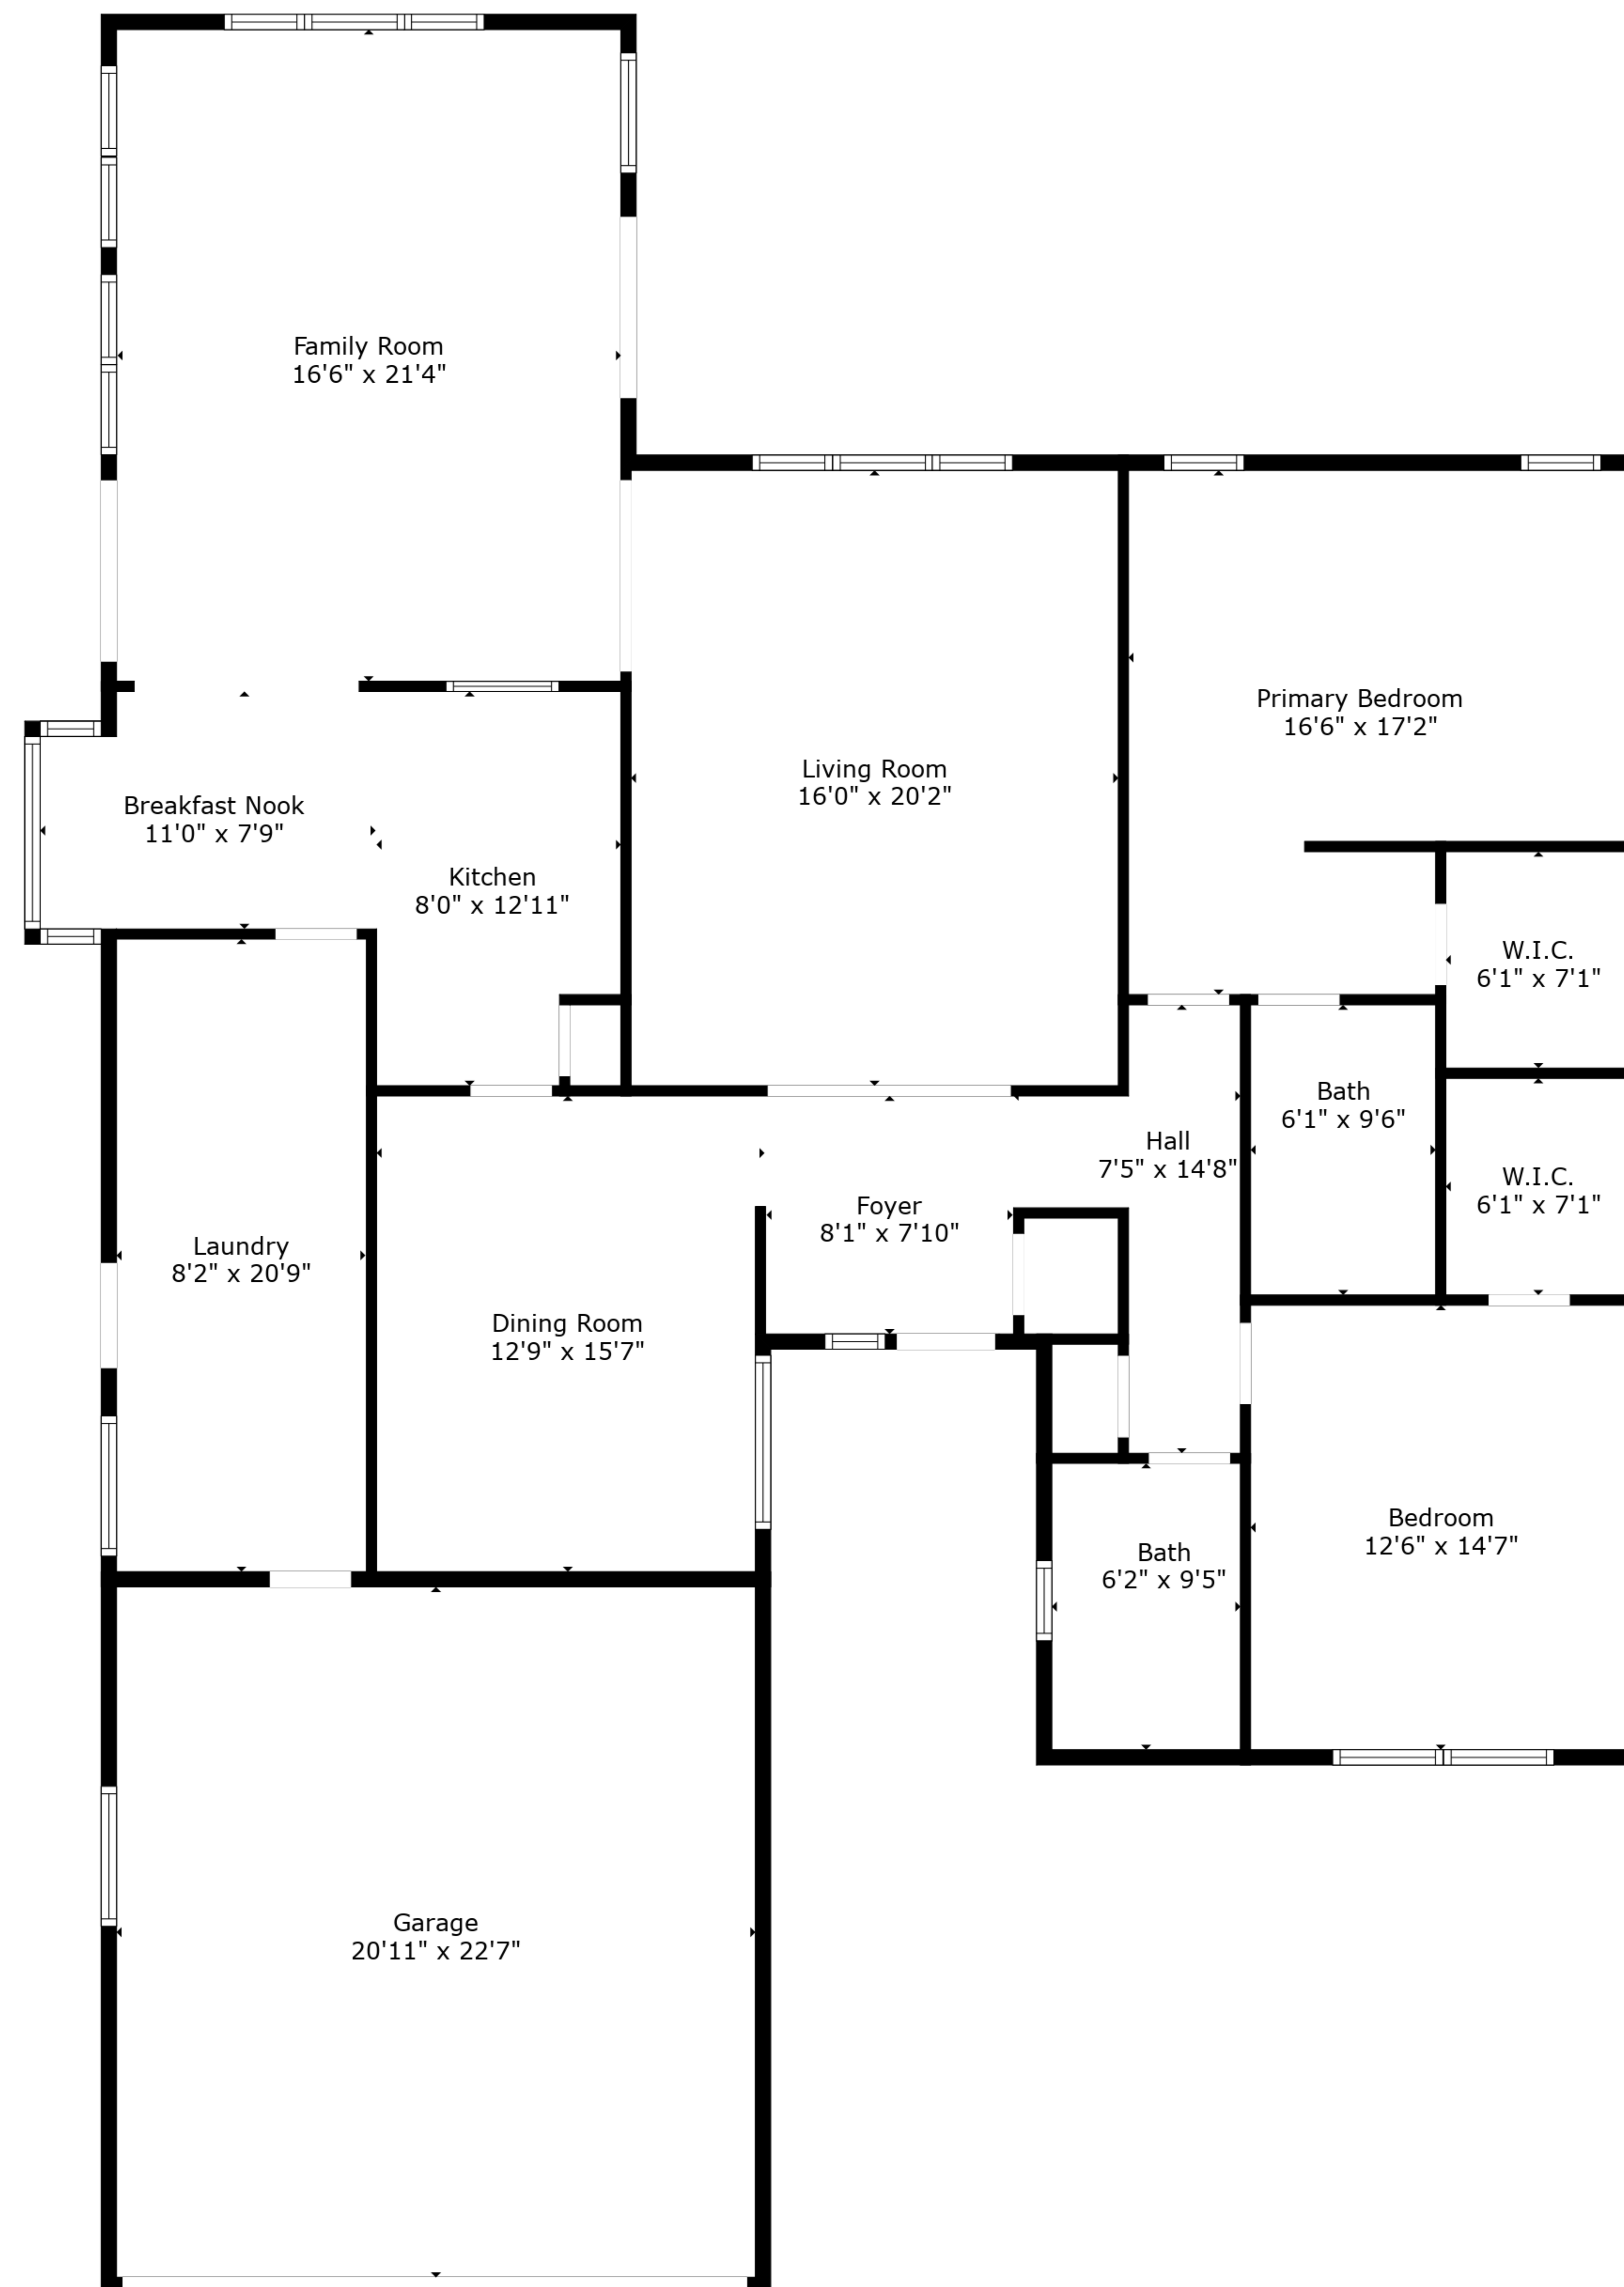 Family Room
16'6" x 21'4"
Primary Bedroom
16'6" x 17'2"
Living Room
16'0" x 20'2"
Breakfast Nook
11'0" x 7'9"
Kitchen
8'0" x 12'11"
W.I.C.
6'1" x 7'1"
Bath
6'1" x 9'6"
Hall
7'5" x 14'8"
W.I.C.
6'1" x 7'1"
Foyer
8'1" x 7'10"
Laundry
8'2" x 20'9"
Dining Room
12'9" x 15'7"
Bedroom
12'6" x 14'7"
Bath
6'2" x 9'5"
Garage
20'11" x 22'7"